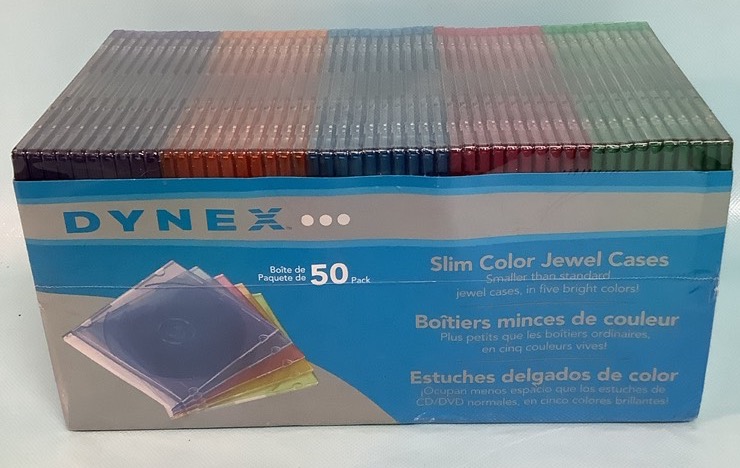 DYNEX
Boîte de
Paquete de 50 Pack
Slim Color Jewel Cases
Smaller than standard
jewel cases, in five bright colors!
Boîtiers minces de couleur
Plus petits que les boîtiers ordinaires,
en cinq couleurs vives!
Estuches delgados de color
¡Ocupan menos espacio que los estuches de
CD/DVD normales, en cinco colores brillantes!